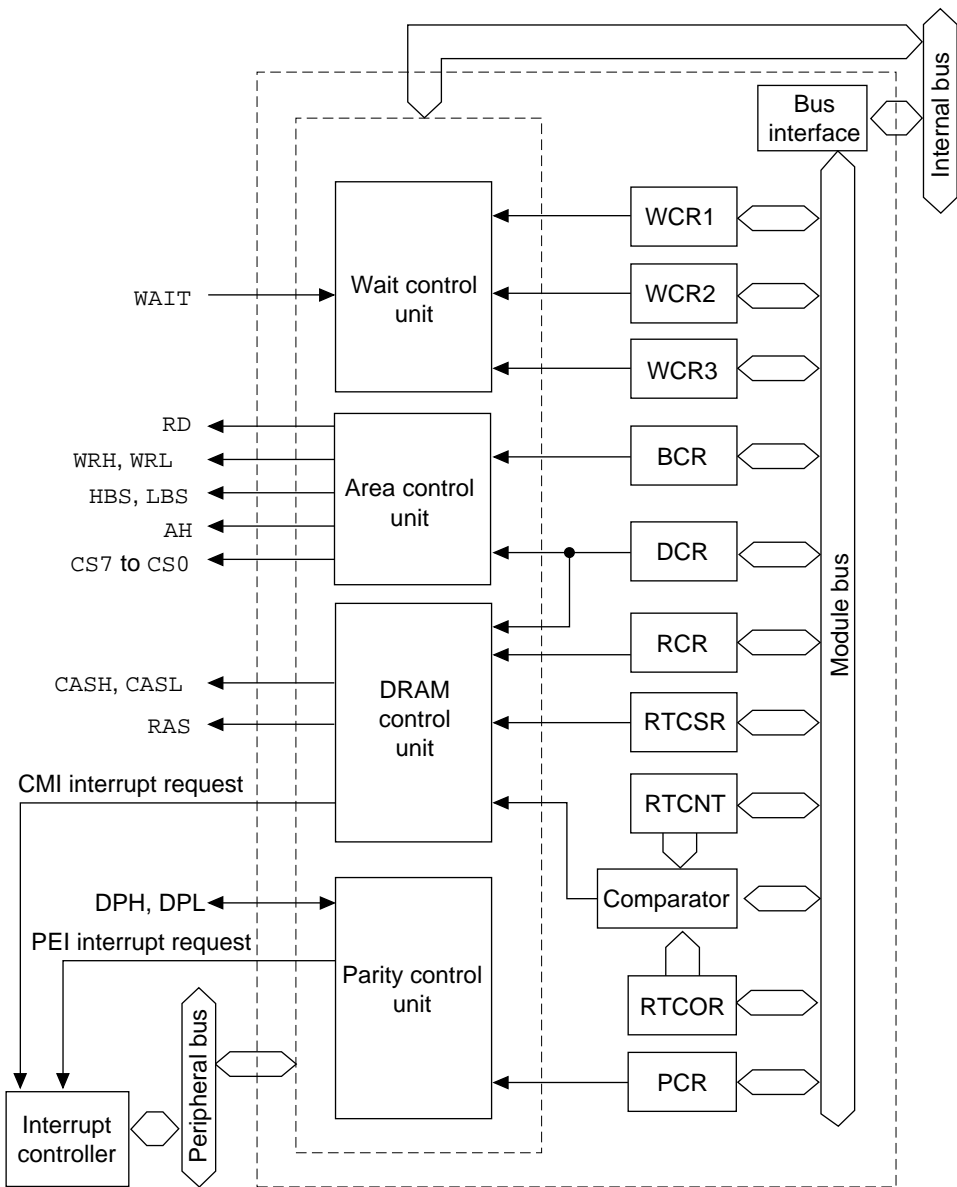 Internal bus
Bus
interface
WCR1
Wait control
unit
WCR2
WAIT
WCR3
RD
WRH, WRL
HBS, LBS
AH
CS7 to CS0
Area control
unit
BCR
DCR
Module bus
RCR
CASH, CASL
RAS
DRAM
control
unit
RTCSR
CMI interrupt request
RTCNT
Comparator
DPH, DPL
PEI interrupt request
Parity control
unit
RTCOR
PCR
Peripheral bus
Interrupt
controller